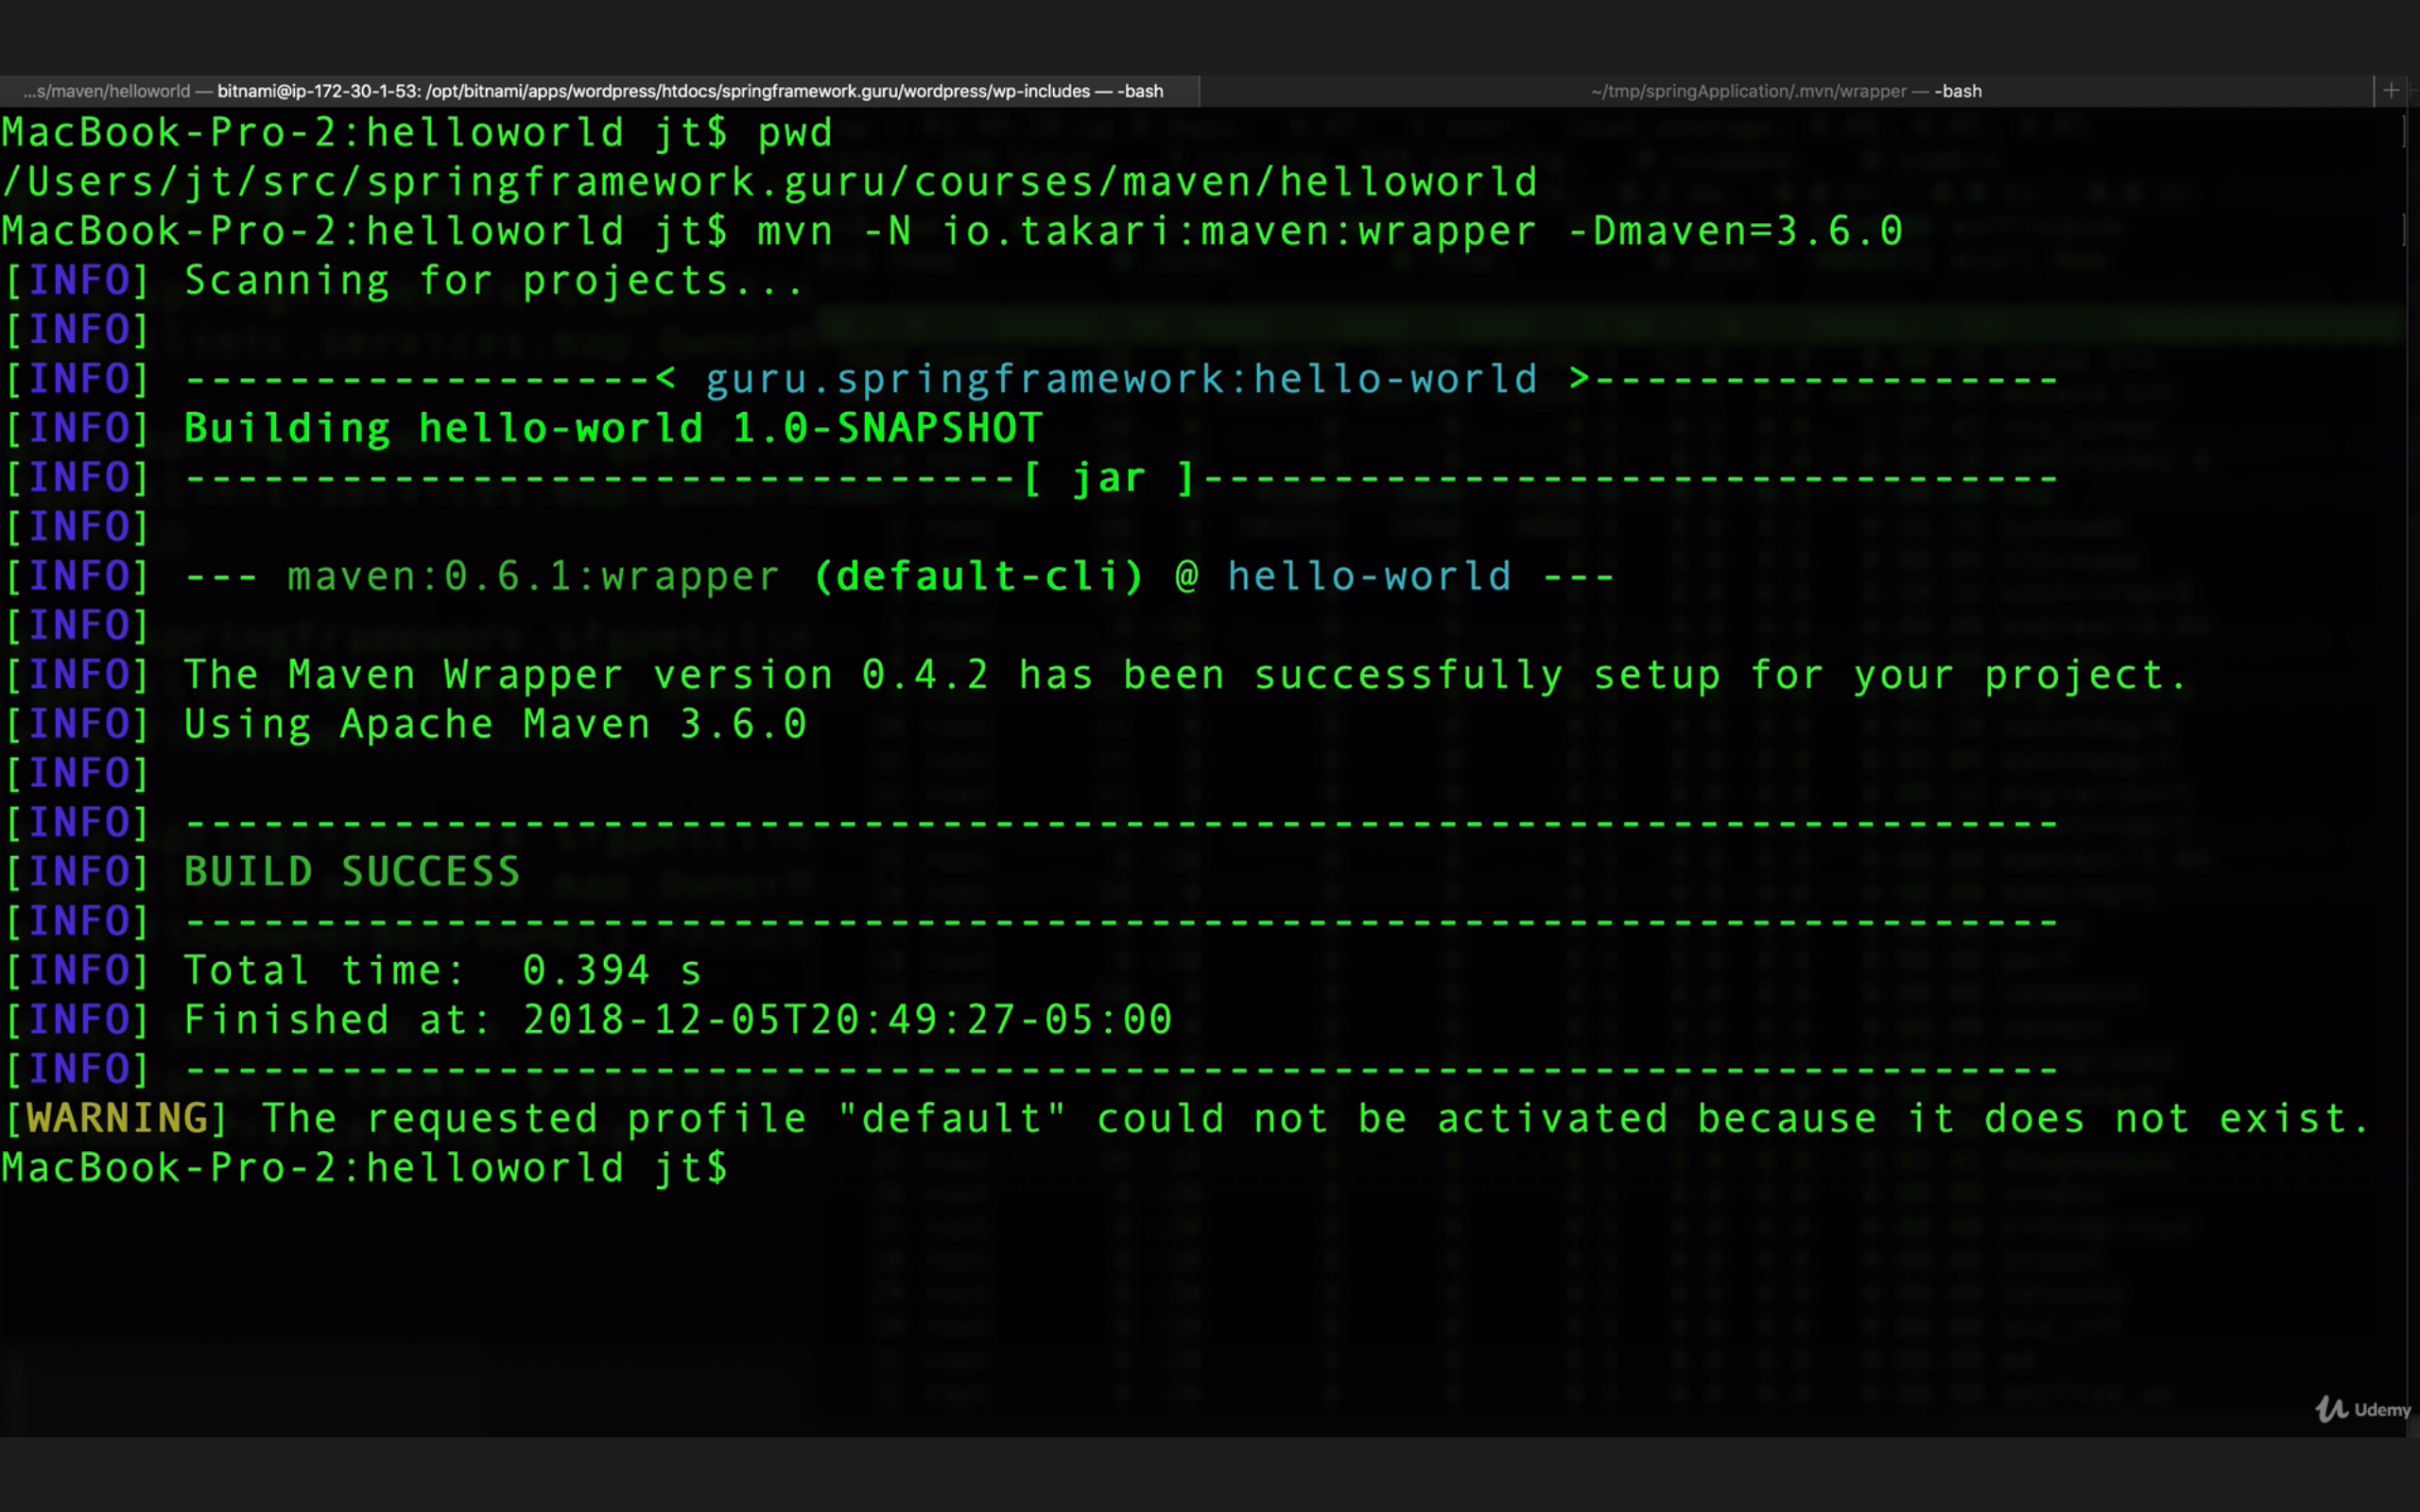 ...s/maven/helloworld — bitnami@ip-172-30-1-53: /opt/bitnami/apps/wordpress/htdocs/springframework.guru/wordpress/wp-includes — -bash
~/tmp/springApplication/.mvn/wrapper — -bash
MacBook-Pro-2:helloworld jt$ pwd
/Users/jt/src/springframework.guru/courses/maven/helloworld
MacBook-Pro-2:helloworld jt$ mvn -N io.takari:maven:wrapper -Dmaven=3.6.0
[INFO] Scanning for projects...
[INFO]
[INFO] ------------------< guru.springframework:hello-world >------------------
[INFO] Building hello-world 1.0-SNAPSHOT
[INFO] --------------------------------[ jar ]---------------------------------
[INFO]
[INFO] --- maven:0.6.1:wrapper (default-cli) @ hello-world ---
[INFO]
[INFO] The Maven Wrapper version 0.4.2 has been successfully setup for your project.
[INFO] Using Apache Maven 3.6.0
[INFO]
[INFO] ------------------------------------------------------------------------
[INFO] BUILD SUCCESS
[INFO] ------------------------------------------------------------------------
[INFO] Total time:  0.394 s
[INFO] Finished at: 2018-12-05T20:49:27-05:00
[INFO] ------------------------------------------------------------------------
[WARNING] The requested profile "default" could not be activated because it does not exist.
MacBook-Pro-2:helloworld jt$
Udemy